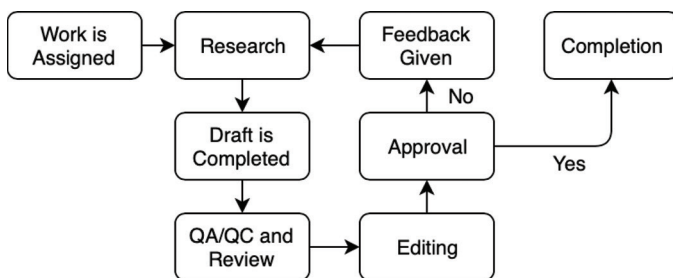 Work is
Assigned
Research
Feedback
Given
Completion
No
Draft is
Completed
Approval
Yes
QA/QC and
Review
Editing